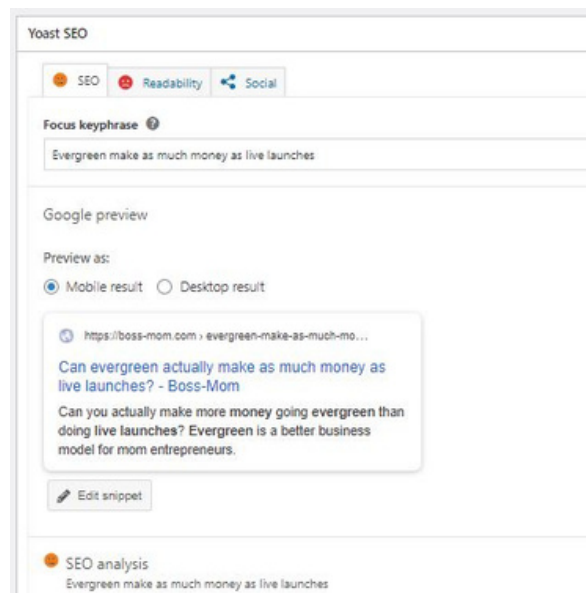 Yoast SEO
SEO Readability Social
Focus keyphrase ?
Evergreen make as much money as live launches
Google preview
Preview as:
Mobile result Desktop result
https://boss-mom.com › evergreen-make-as-much-mo...
Can evergreen actually make as much money as
live launches? - Boss-Mom
Can you actually make more money going evergreen than
doing live launches? Evergreen is a better business
model for mom entrepreneurs.
Edit snippet
SEO analysis
Evergreen make as much money as live launches